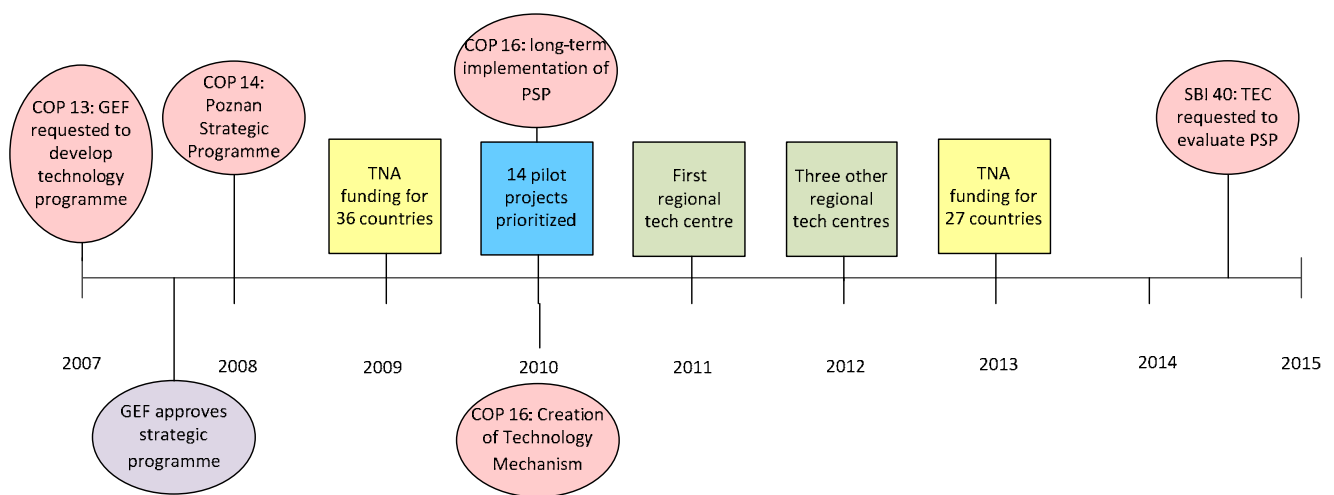 COP 13: GEF
requested to
develop
technology
programme
COP 14:
Poznan
Strategic
Programme
TNA
funding for
36 countries
COP 16: long-term
implementation of
PSP
14 pilot
projects
prioritized
First
regional
tech centre
Three other
regional
tech centres
TNA
funding for
27 countries
SBI 40: TEC
requested to
evaluate PSP
2007
2008
2009
2010
2011
2012
2013
2014
2015
GEF approves
strategic
programme
COP 16: Creation
of Technology
Mechanism